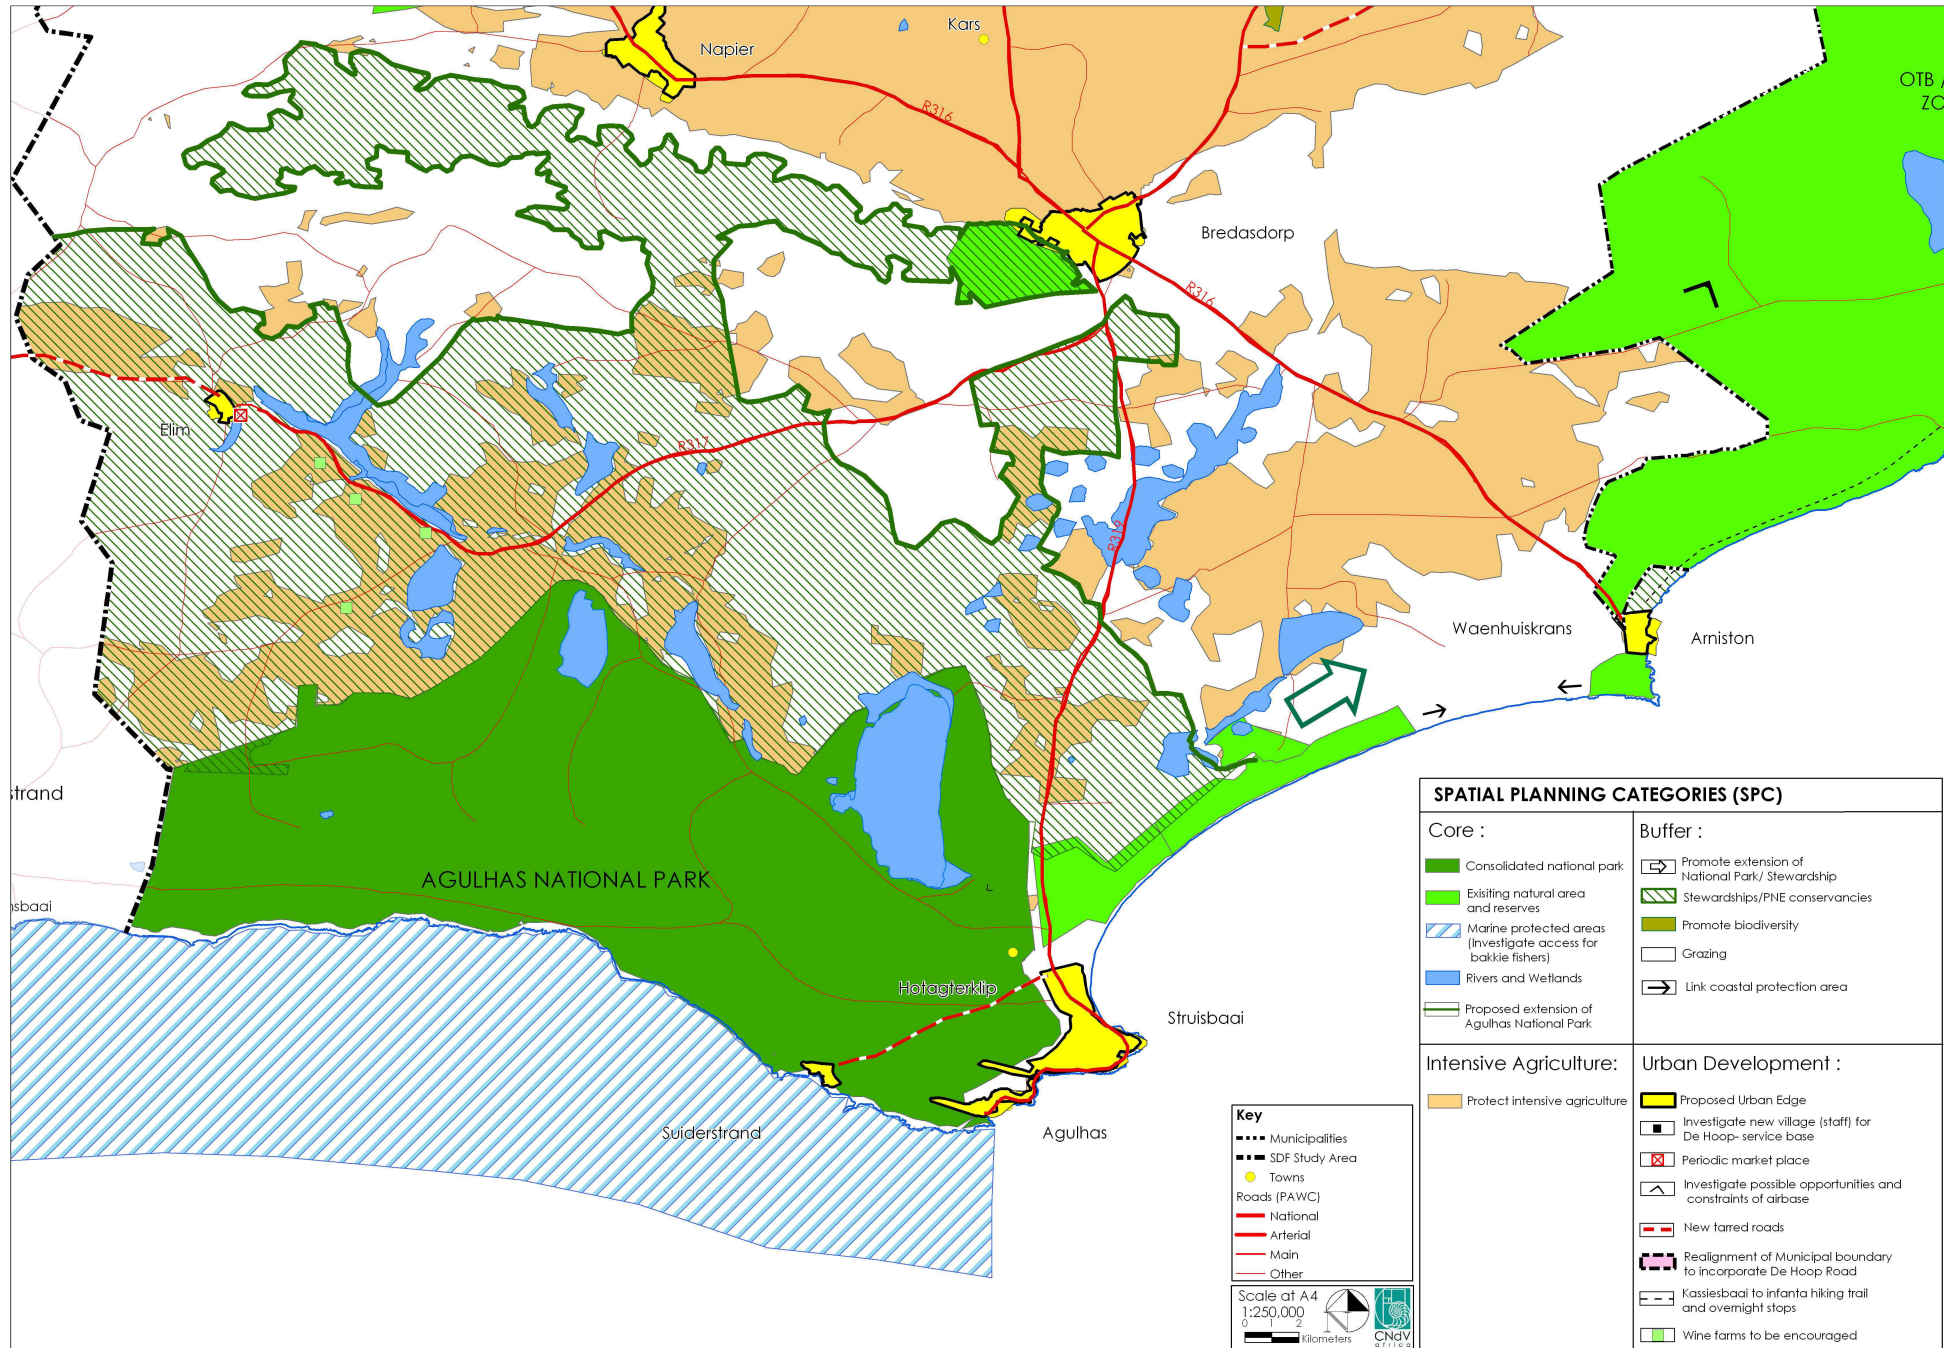 Kars
Napier
OTB
ZO
R316
Bredasdorp
R316
Elim
R317
R319
Waenhuiskrans
Arniston
strand
AGULHAS NATIONAL PARK
nsbaai
Hotagterklip
Struisbaai
Suiderstrand
Agulhas
SPATIAL PLANNING CATEGORIES (SPC)
Core :
Consolidated national park
Exisiting natural area
and reserves
Marine protected areas
(Investigate access for
bakkie fishers)
Rivers and Wetlands
Proposed extension of
Agulhas National Park
Buffer :
Promote extension of
National Park/ Stewardship
Stewardships/PNE conservancies
Promote biodiversity
Grazing
Link coastal protection area
Intensive Agriculture:
Protect intensive agriculture
Urban Development :
Proposed Urban Edge
Investigate new village (staff) for
De Hoop- service base
Periodic market place
Investigate possible opportunities and
constraints of airbase
New tarred roads
Realignment of Municipal boundary
to incorporate De Hoop Road
Kassiesbaai to infanta hiking trail
and overnight stops
Wine farms to be encouraged
Key
Municipalities
SDF Study Area
Towns
Roads (PAWC)
National
Arterial
Main
Other
Scale at A4
1:250,000
0 1 2
Kilometers
CNdV
africa